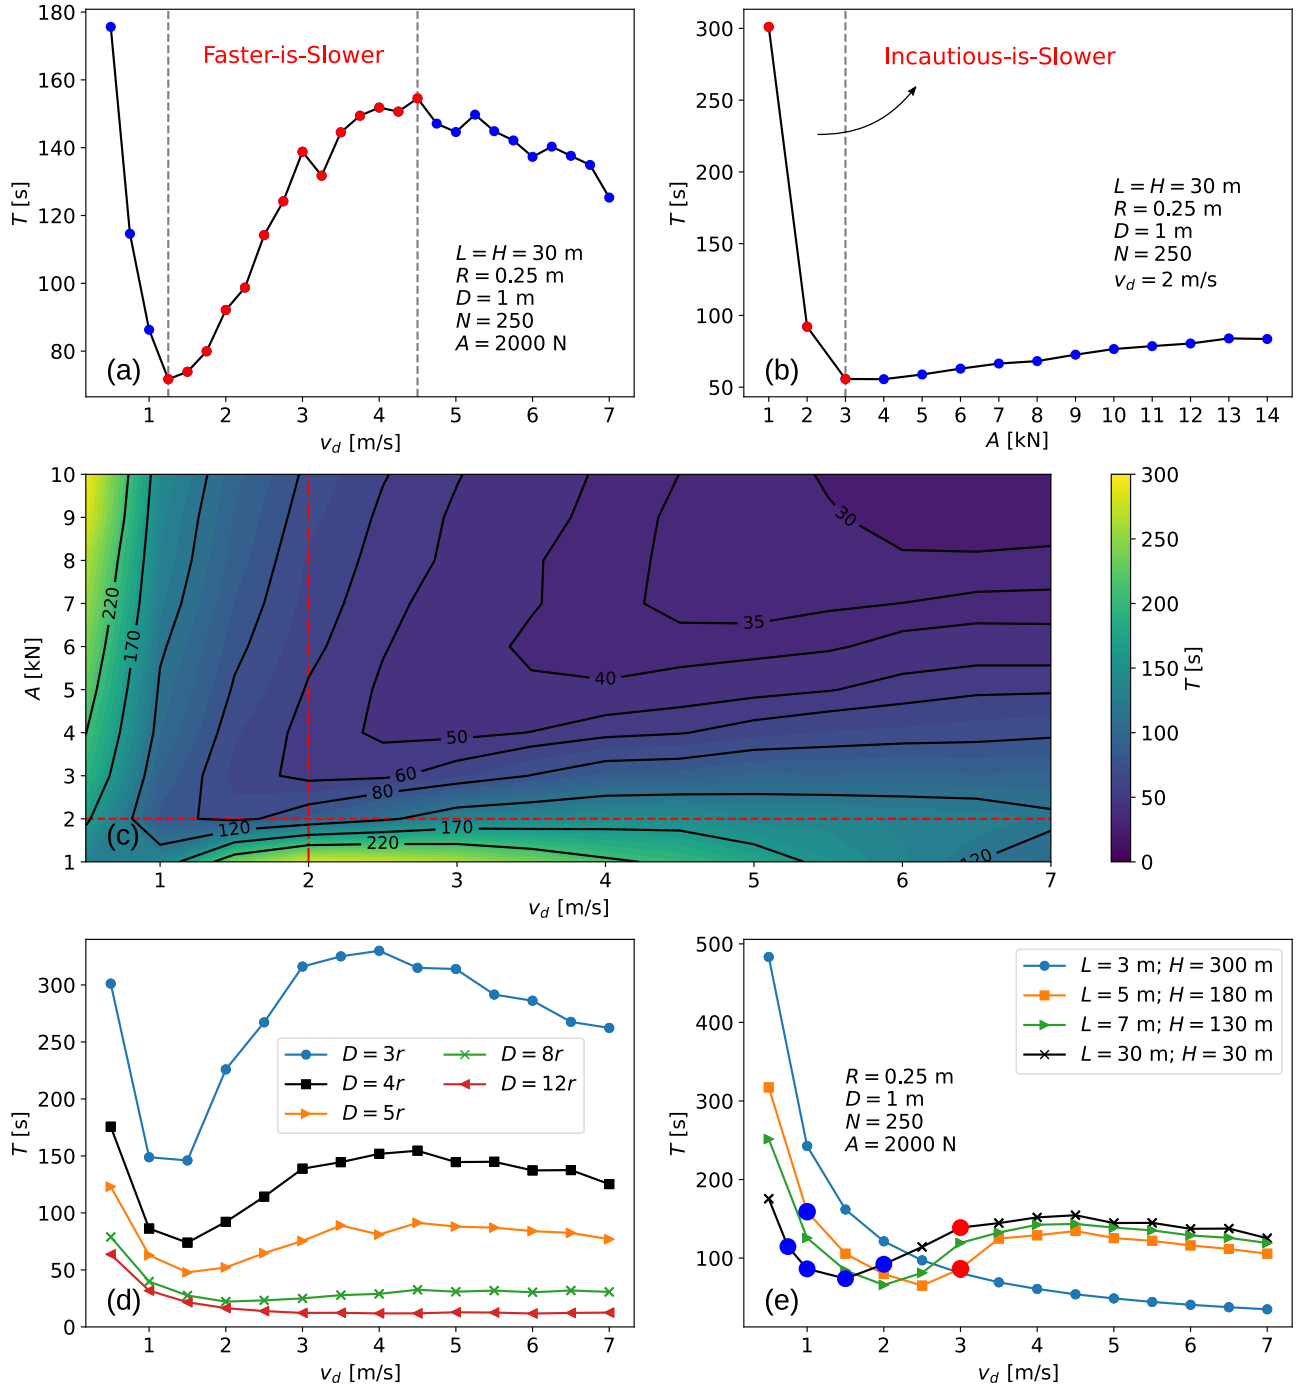 180
160
140
120
100
80
T [s]
Faster-is-Slower
L = H = 30 m
R = 0.25 m
D = 1 m
N = 250
A = 2000 N
(a)
1 2 3 4 5 6 7
v_d [m/s]
300
250
200
150
100
50
T [s]
Incautious-is-Slower
L = H = 30 m
R = 0.25 m
D = 1 m
N = 250
v_d = 2 m/s
(b)
1 2 3 4 5 6 7 8 9 10 11 12 13 14
A [kN]
10
9
8
7
6
5
4
3
2
1
A [kN]
220
170
30
35
40
50
60
80
120
170
220
120
(c)
1 2 3 4 5 6 7
v_d [m/s]
300
250
200
150
100
50
0
T [s]
300
250
200
150
100
50
0
T [s]
D = 3r
D = 4r
D = 5r
D = 8r
D = 12r
(d)
1 2 3 4 5 6 7
v_d [m/s]
500
400
300
200
100
T [s]
L = 3 m; H = 300 m
L = 5 m; H = 180 m
L = 7 m; H = 130 m
L = 30 m; H = 30 m
R = 0.25 m
D = 1 m
N = 250
A = 2000 N
(e)
1 2 3 4 5 6 7
v_d [m/s]